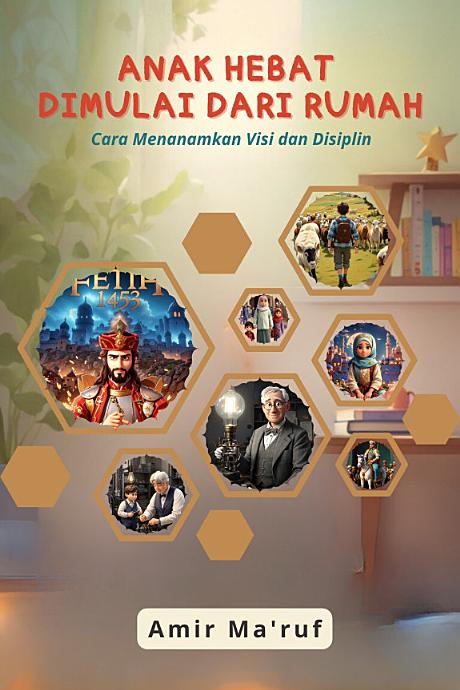 ANAK HEBAT
DIMULAI DARI RUMAH
Cara Menanamkan Visi dan Disiplin
FETIH
1453
Amir Ma'ruf